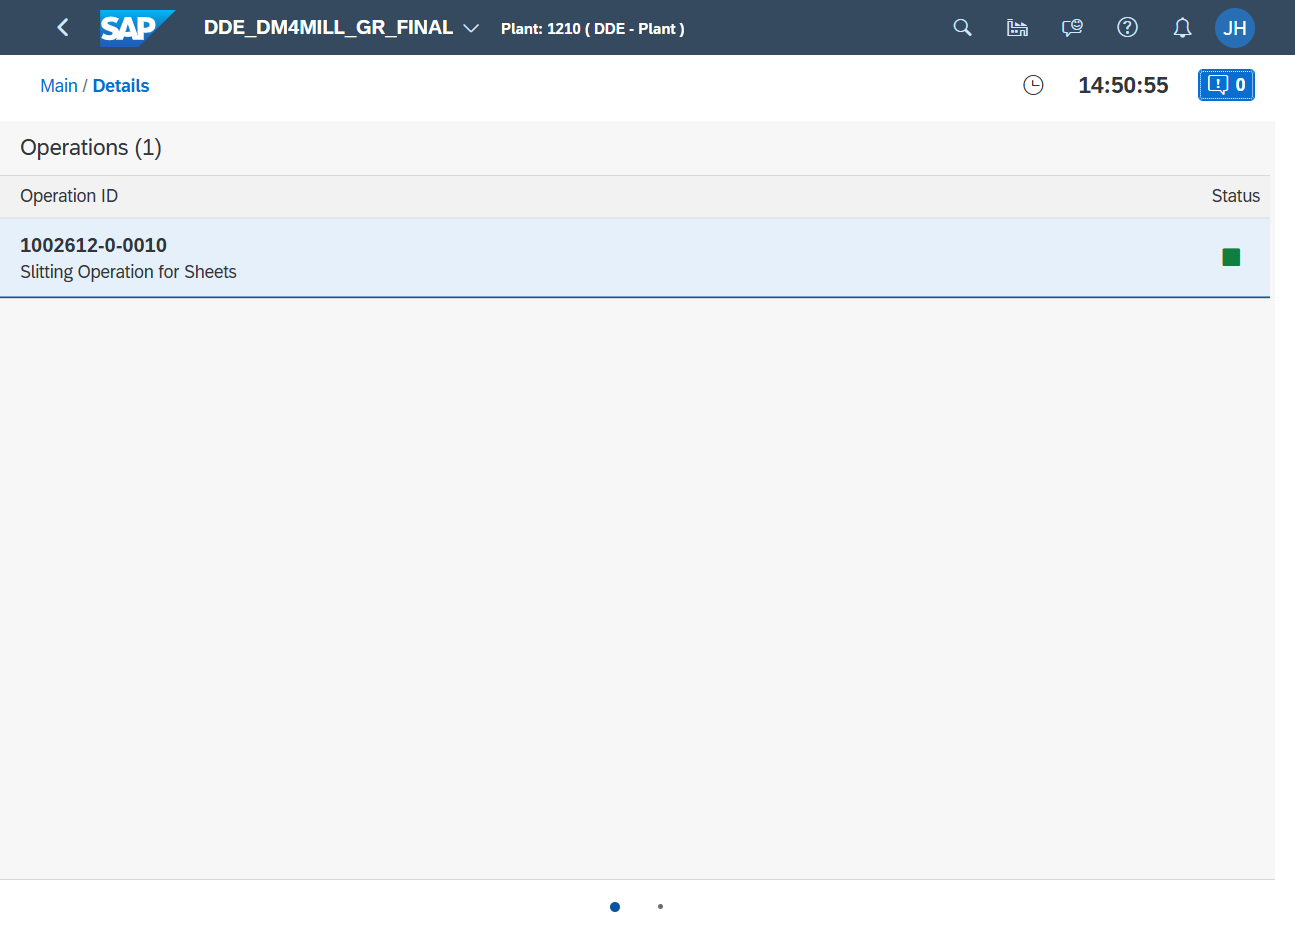 SAP DDE_DM4MILL_GR_FINAL Plant: 1210 ( DDE - Plant ) JH
Main / Details 14:50:55 0
Operations (1)
Operation ID Status
1002612-0-0010
Slitting Operation for Sheets